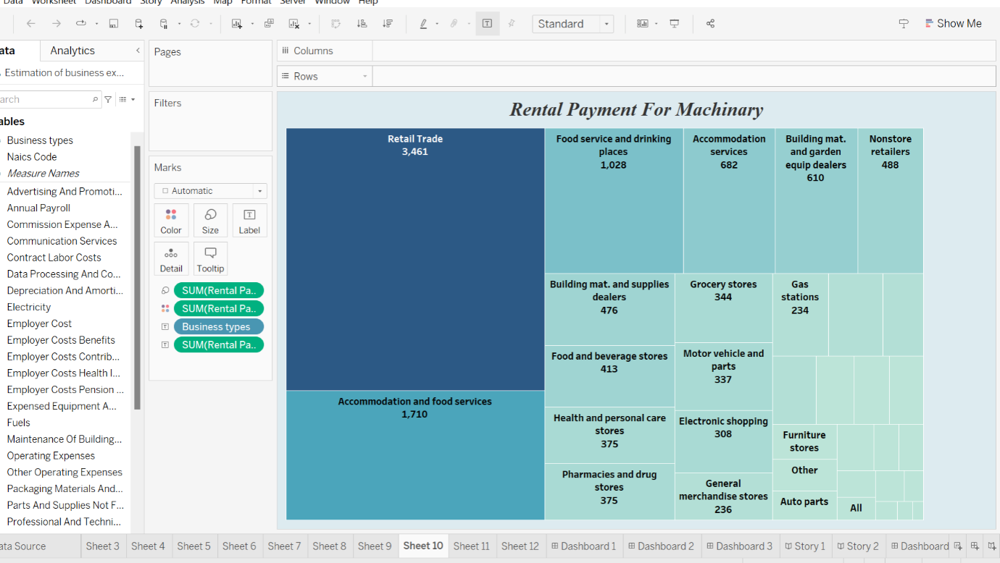 Data Worksheet Dashboard Story Analysis Map Format Server Window Help
Standard
Show Me
ata
Analytics
Estimation of business ex...
arch
ables
Business types
Naics Code
Measure Names
Advertising And Promoti...
Annual Payroll
Commission Expense A...
Communication Services
Contract Labor Costs
Data Processing And Co...
Depreciation And Amorti...
Electricity
Employer Cost
Employer Costs Benefits
Employer Costs Contrib...
Employer Costs Health I...
Employer Costs Pension ...
Expensed Equipment A...
Fuels
Maintenance Of Building...
Operating Expenses
Other Operating Expenses
Packaging Materials And...
Parts And Supplies Not F...
Professional And Techni...
Pages
Filters
Marks
Automatic
Color
Size
Label
Detail
Tooltip
SUM(Rental Pa..
SUM(Rental Pa..
Business types
SUM(Rental Pa..
Columns
Rows
Rental Payment For Machinary
Retail Trade
3,461
Accommodation and food services
1,710
Food service and drinking
places
1,028
Accommodation
services
682
Building mat.
and garden
equip dealers
610
Nonstore
retailers
488
Building mat. and supplies
dealers
476
Food and beverage stores
413
Health and personal care
stores
375
Pharmacies and drug
stores
375
Grocery stores
344
Motor vehicle and
parts
337
Electronic shopping
308
General
merchandise stores
236
Gas
stations
234
Furniture
stores
Other
Auto parts
All
ata Source
Sheet 3
Sheet 4
Sheet 5
Sheet 6
Sheet 7
Sheet 8
Sheet 9
Sheet 10
Sheet 11
Sheet 12
Dashboard 1
Dashboard 2
Dashboard 3
Story 1
Story 2
Dashboard